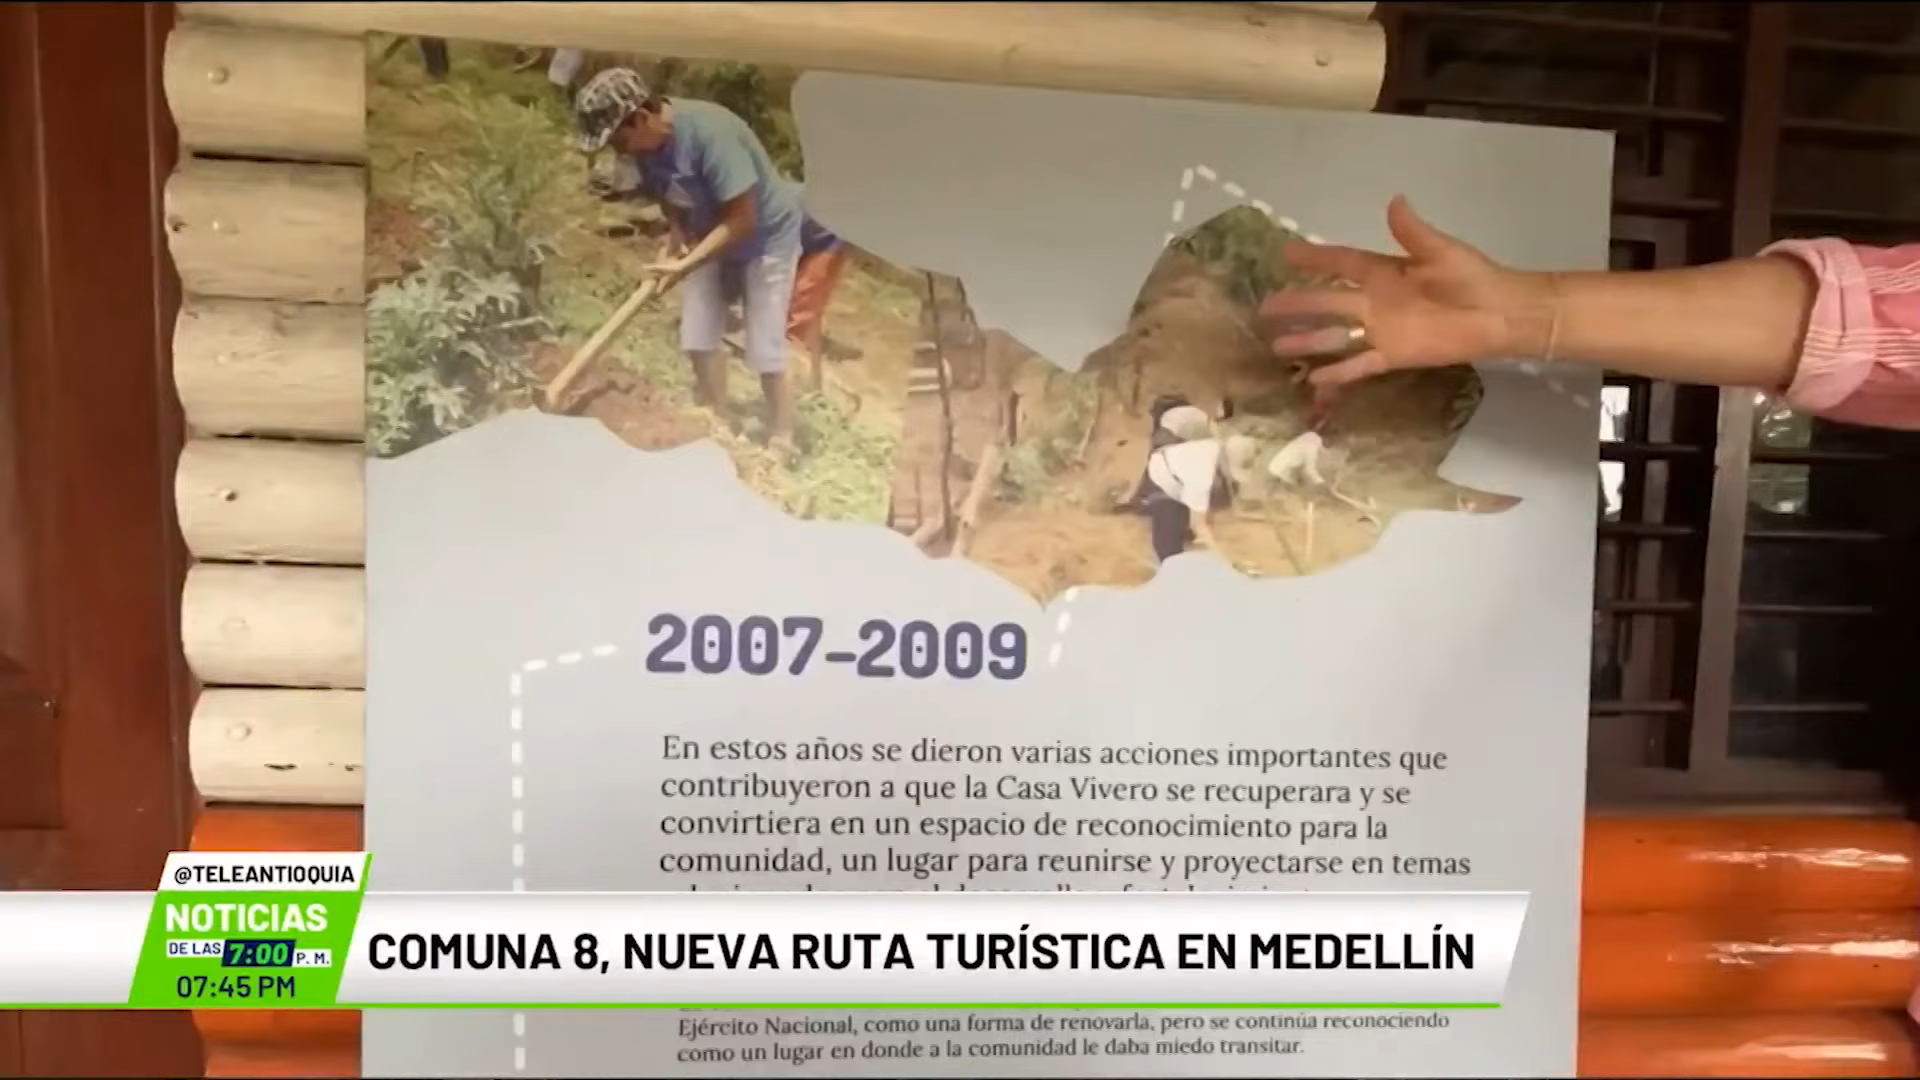 2007-2009
En estos años se dieron varias acciones importantes que
contribuyeron a que la Casa Vivero se recuperara y se
convirtiera en un espacio de reconocimiento para la
comunidad, un lugar para reunirse y proyectarse en temas
@TELEANTIOQUIA
NOTICIAS
DE LAS 7:00 P. M.
07:45 PM
COMUNA 8, NUEVA RUTA TURÍSTICA EN MEDELLÍN
Ejército Nacional, como una forma de renovarla, pero se continúa reconociendo
como un lugar en donde a la comunidad le daba miedo transitar.